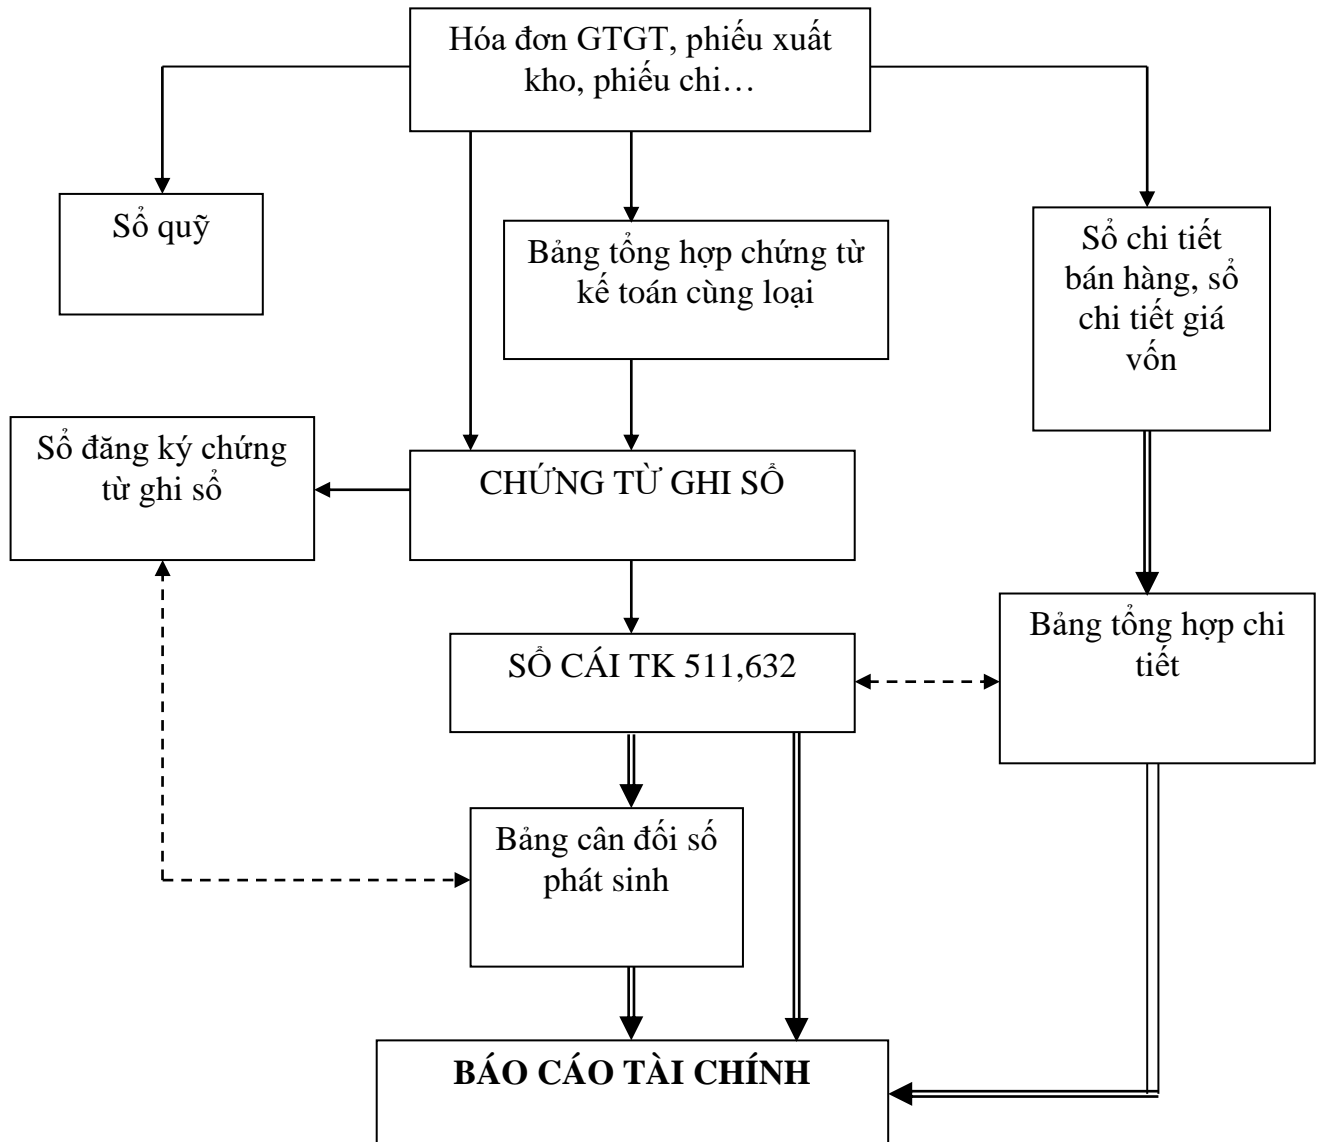 Hóa đơn GTGT, phiếu xuất
kho, phiếu chi…
Sổ quỹ
Bảng tổng hợp chứng từ
kế toán cùng loại
Sổ chi tiết
bán hàng, sổ
chi tiết giá
vốn
Sổ đăng ký chứng
từ ghi sổ
CHỨNG TỪ GHI SỔ
SỔ CÁI TK 511,632
Bảng tổng hợp chi
tiết
Bảng cân đối số
phát sinh
BÁO CÁO TÀI CHÍNH